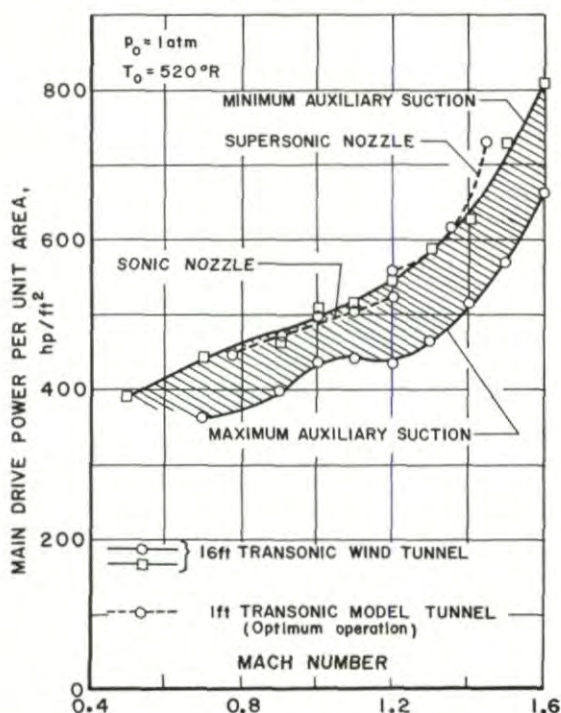 p₀ = 1 atm
T₀ = 520 °R
MINIMUM AUXILIARY SUCTION
SUPERSONIC NOZZLE
SONIC NOZZLE
MAXIMUM AUXILIARY SUCTION
MAIN DRIVE POWER PER UNIT AREA,
hp/ft²
800
600
400
200
0
16ft TRANSONIC WIND TUNNEL
1ft TRANSONIC MODEL TUNNEL
(Optimum operation)
MACH NUMBER
0.4 0.8 1.2 1.6